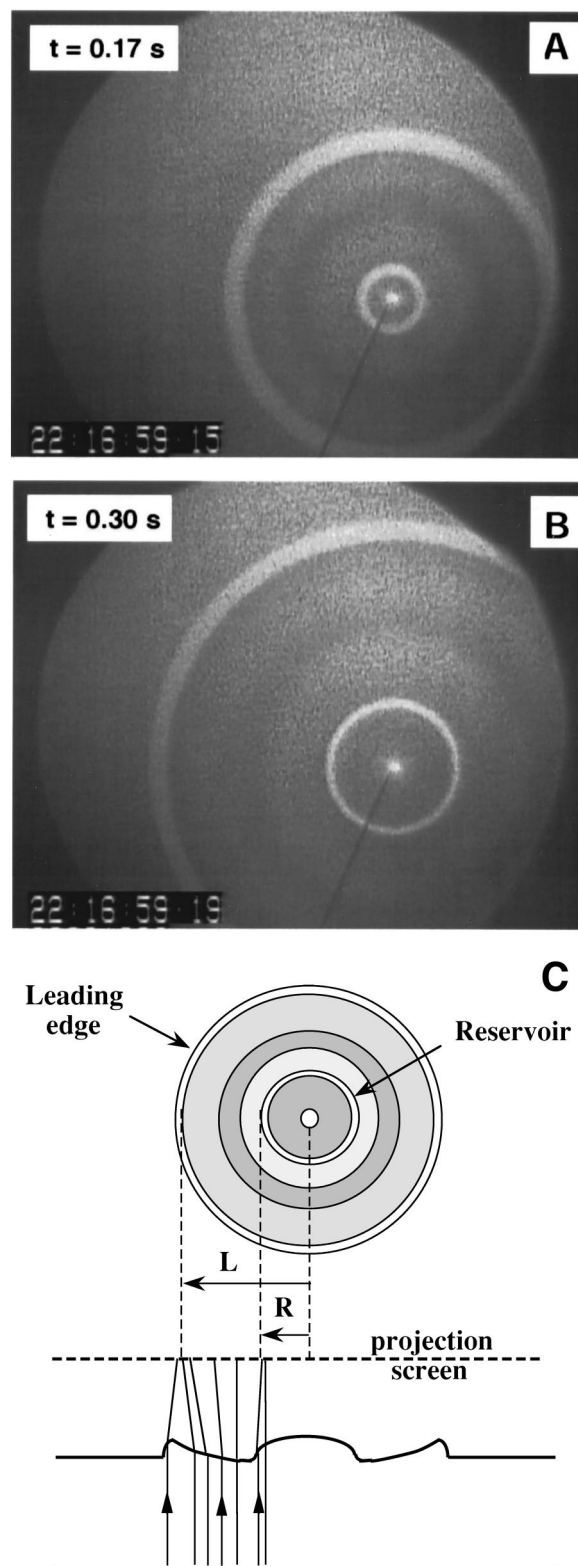 t = 0.17 s
A
22:16:59:15
t = 0.30 s
B
22:16:59:19
C
Leading
edge
Reservoir
L
R
projection
screen